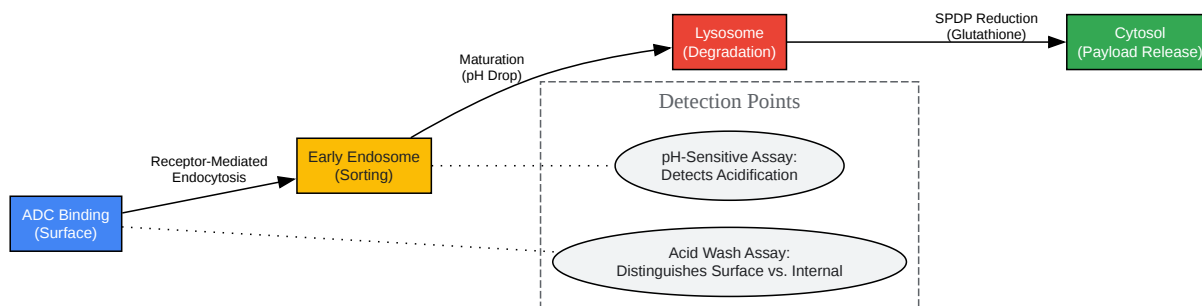 ADC Binding
(Surface)
Receptor-Mediated
Endocytosis
Early Endosome
(Sorting)
Maturation
(pH Drop)
Lysosome
(Degradation)
SPDP Reduction
(Glutathione)
Cytosol
(Payload Release)
Detection Points
pH-Sensitive Assay:
Detects Acidification
Acid Wash Assay:
Distinguishes Surface vs. Internal